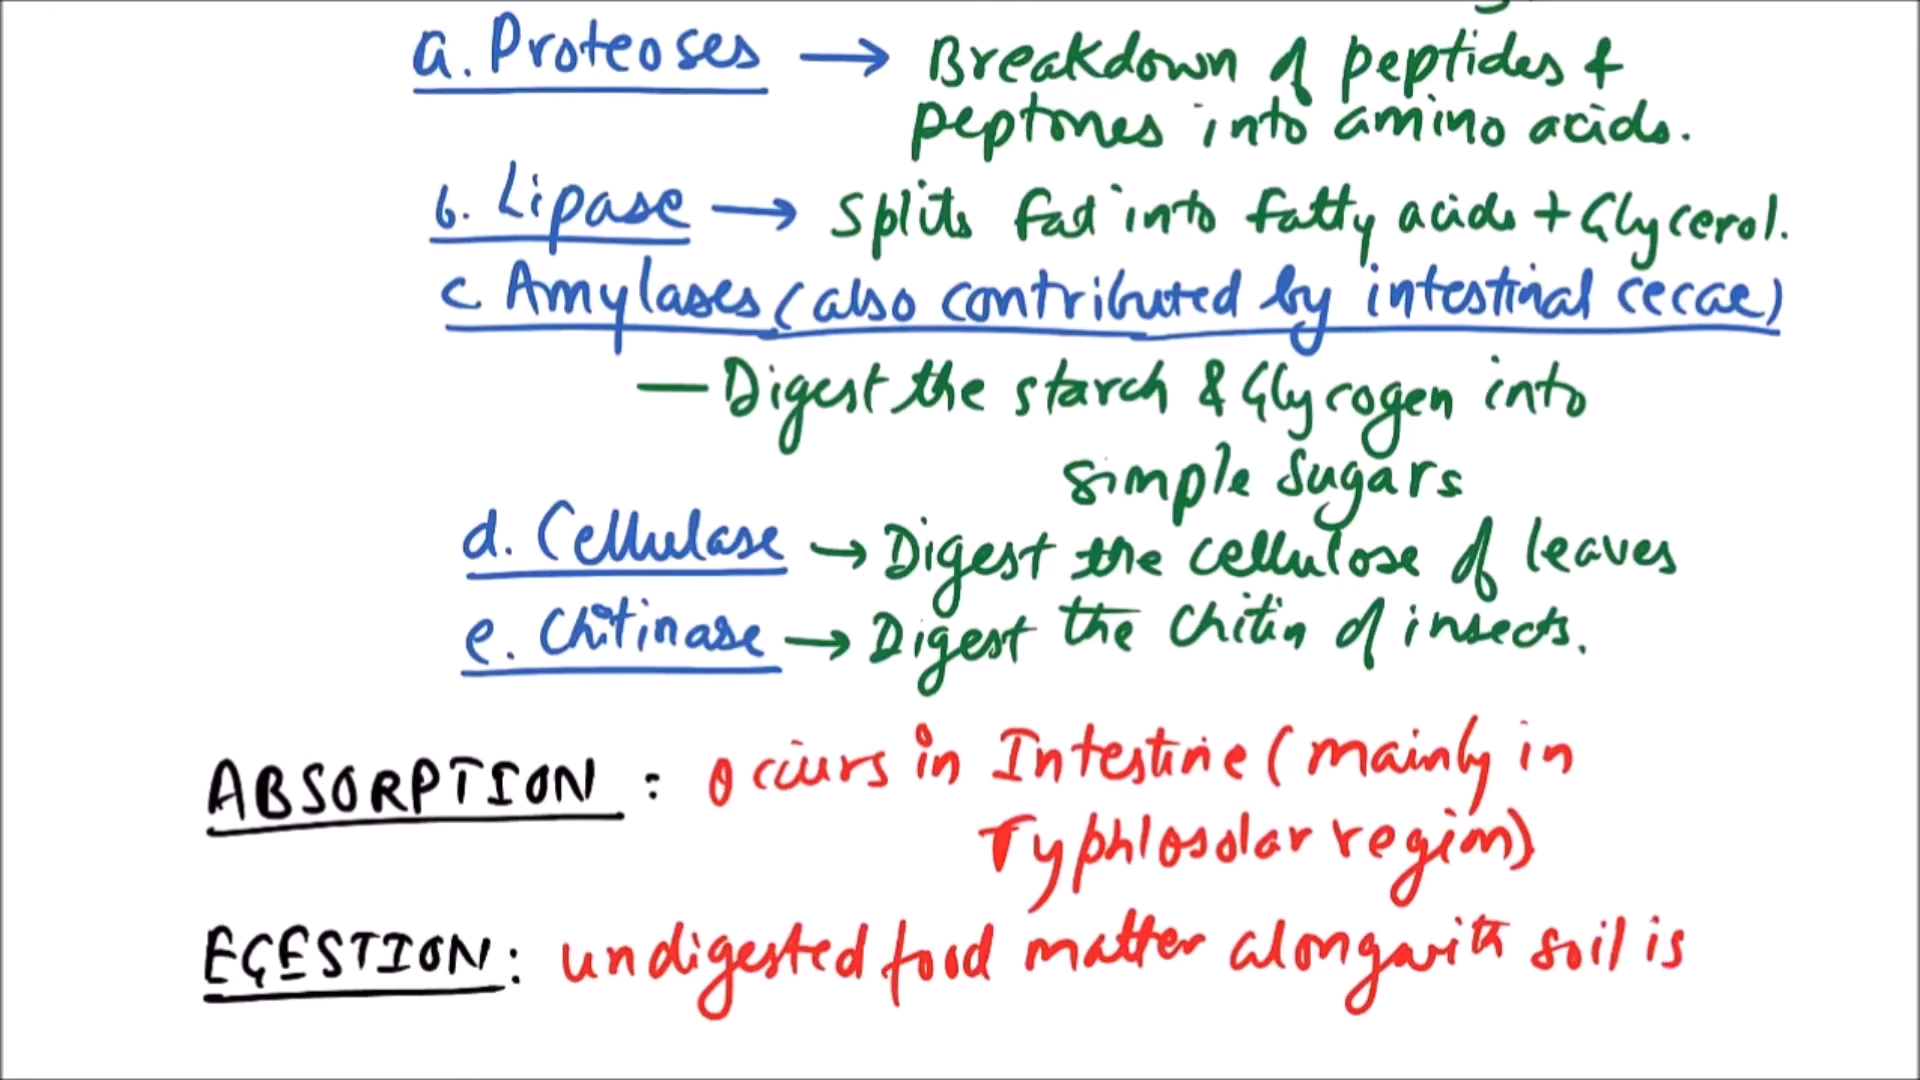 a. Proteoses → Breakdown of peptides &
peptones into amino acids.
b. Lipase → Splits fat into fatty acids + Glycerol.
c Amylases (also contributed by intestinal cecae)
— Digest the starch & Glycogen into
simple sugars
d. Cellulase → Digest the cellulose of leaves
e. Chitinase → Digest the Chitin of insects.
ABSORPTION : Occurs in Intestine (mainly in
Typhlosolar region)
EGESTION : undigested food matter alongwith soil is